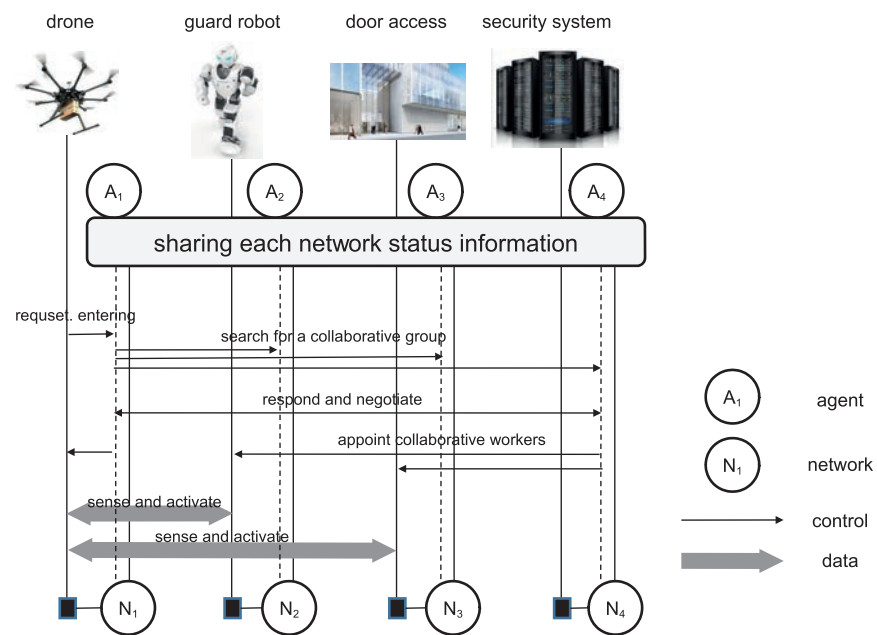 drone
guard robot
door access
security system
A1
A2
A3
A4
sharing each network status information
requset. entering
search for a collaborative group
respond and negotiate
appoint collaborative workers
sense and activate
sense and activate
N1
N2
N3
N4
A1 agent
N1 network
control
data